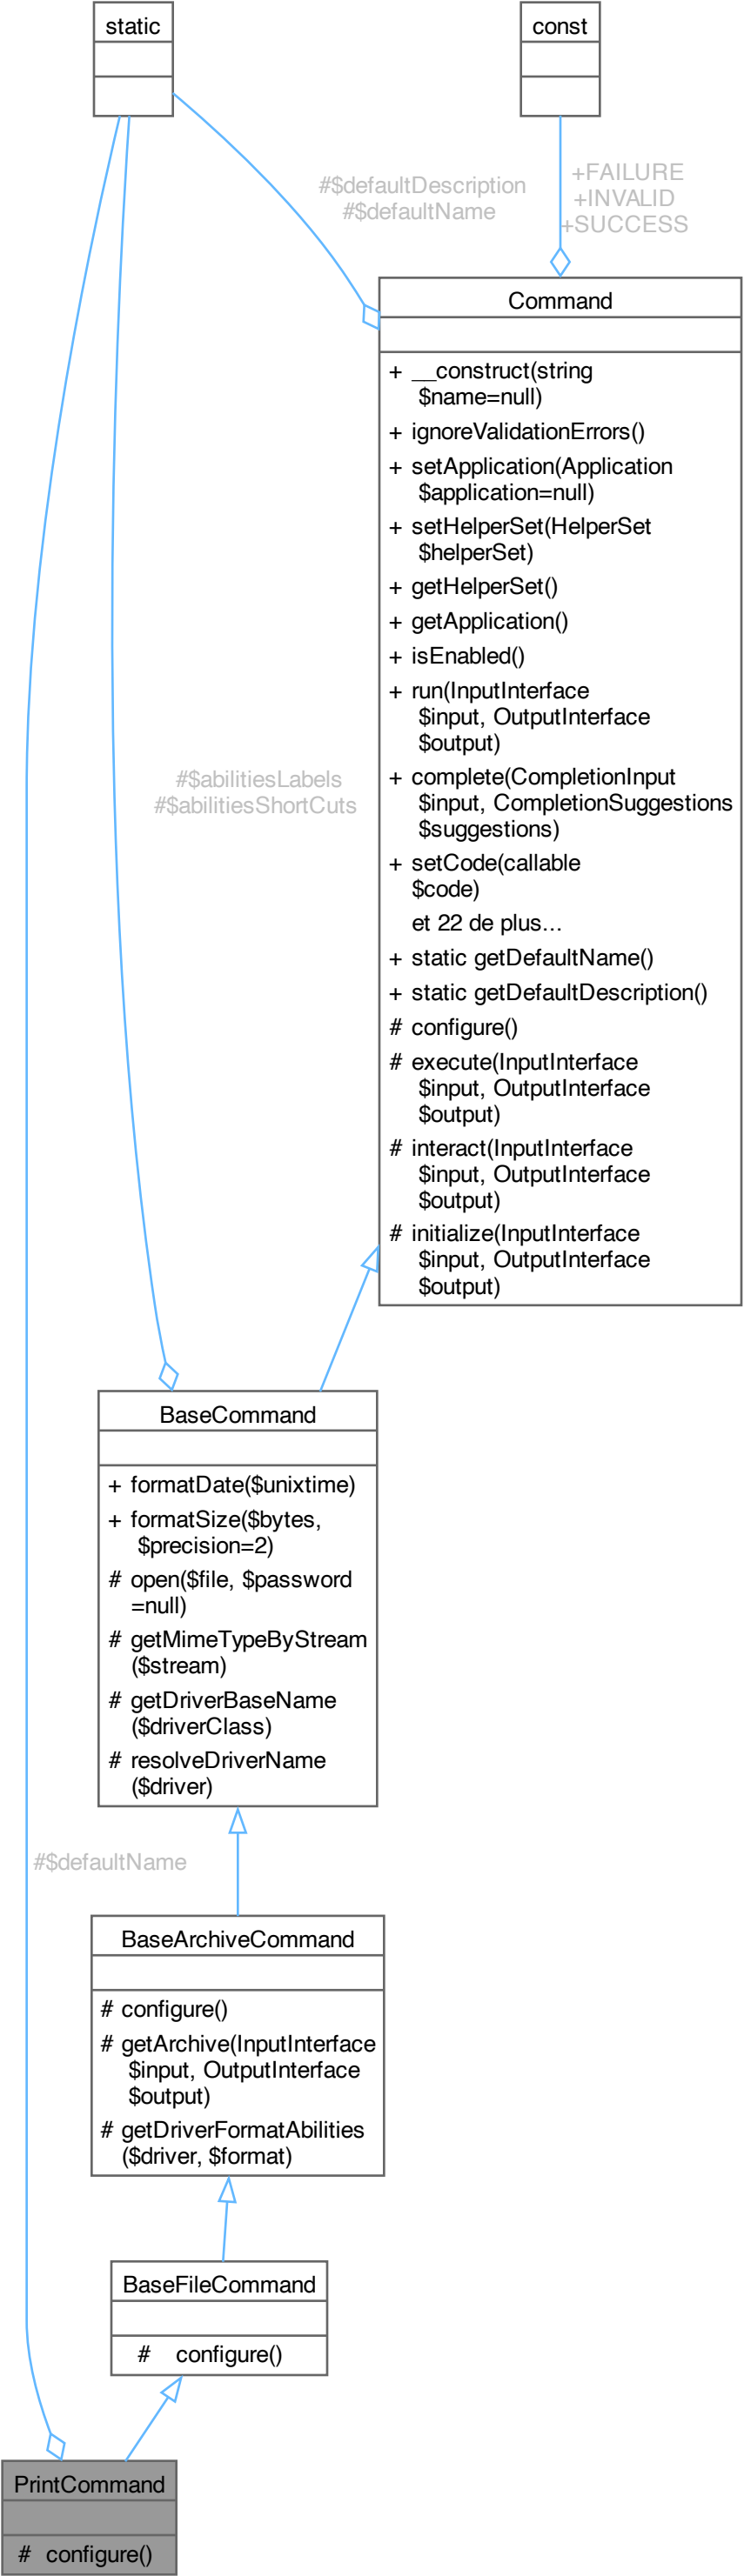 static
const
#$defaultDescription
#$defaultName
+FAILURE
+INVALID
+SUCCESS
Command
+ __construct(string
$name=null)
+ ignoreValidationErrors()
+ setApplication(Application
$application=null)
+ setHelperSet(HelperSet
$helperSet)
+ getHelperSet()
+ getApplication()
+ isEnabled()
+ run(InputInterface
$input, OutputInterface
$output)
+ complete(CompletionInput
$input, CompletionSuggestions
$suggestions)
+ setCode(callable
$code)
et 22 de plus...
+ static getDefaultName()
+ static getDefaultDescription()
# configure()
# execute(InputInterface
$input, OutputInterface
$output)
# interact(InputInterface
$input, OutputInterface
$output)
# initialize(InputInterface
$input, OutputInterface
$output)
#$abilitiesLabels
#$abilitiesShortCuts
BaseCommand
+ formatDate($unixtime)
+ formatSize($bytes,
$precision=2)
# open($file, $password
=null)
# getMimeTypeByStream
($stream)
# getDriverBaseName
($driverClass)
# resolveDriverName
($driver)
#$defaultName
BaseArchiveCommand
# configure()
# getArchive(InputInterface
$input, OutputInterface
$output)
# getDriverFormatAbilities
($driver, $format)
BaseFileCommand
# configure()
PrintCommand
# configure()